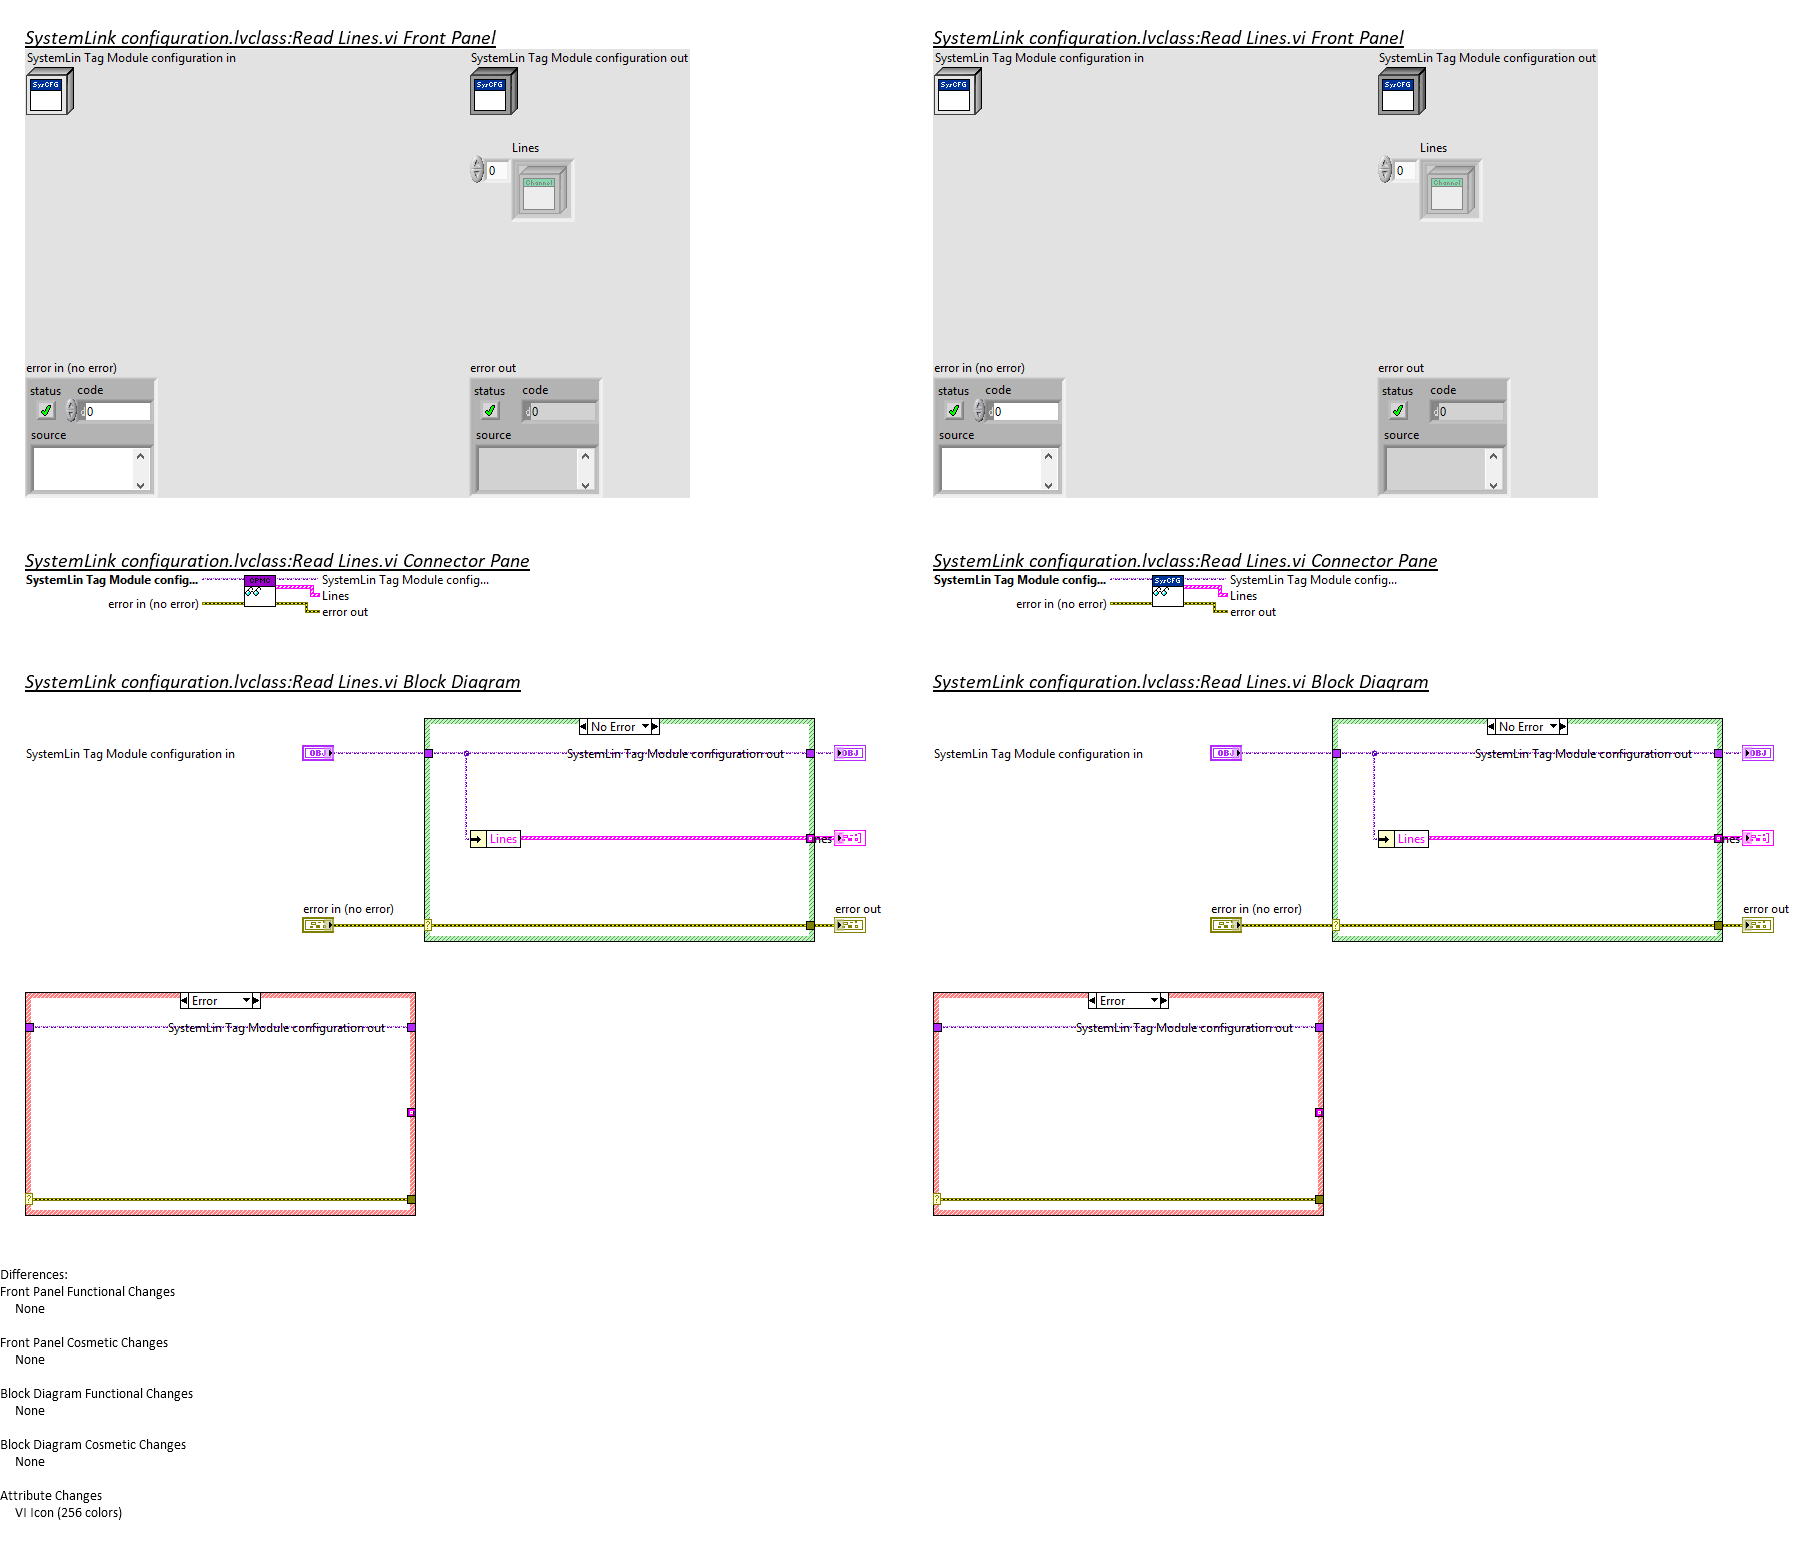 SystemLink configuration.lvclass:Read Lines.vi Front Panel
SystemLin Tag Module configuration in
SystemLin Tag Module configuration out
SysCFG
SysCFG
Lines
0
Channel
error in (no error)
error out
status code
status code
d0
d0
source
source
SystemLink configuration.lvclass:Read Lines.vi Connector Pane
SystemLin Tag Module config...
SystemLin Tag Module config...
Lines
error in (no error)
error out
SystemLink configuration.lvclass:Read Lines.vi Block Diagram
No Error
SystemLin Tag Module configuration in
OBJ
SystemLin Tag Module configuration out
OBJ
Lines
error in (no error)
error out
?
Error
SystemLin Tag Module configuration out
?
SystemLink configuration.lvclass:Read Lines.vi Front Panel
SystemLin Tag Module configuration in
SystemLin Tag Module configuration out
SysCFG
SysCFG
Lines
0
Channel
error in (no error)
error out
status code
status code
d0
d0
source
source
SystemLink configuration.lvclass:Read Lines.vi Connector Pane
SystemLin Tag Module config...
SysCFG
SystemLin Tag Module config...
Lines
error in (no error)
error out
SystemLink configuration.lvclass:Read Lines.vi Block Diagram
No Error
SystemLin Tag Module configuration in
OBJ
SystemLin Tag Module configuration out
OBJ
Lines
error in (no error)
error out
?
Error
SystemLin Tag Module configuration out
?
Differences:
Front Panel Functional Changes
None
Front Panel Cosmetic Changes
None
Block Diagram Functional Changes
None
Block Diagram Cosmetic Changes
None
Attribute Changes
VI Icon (256 colors)